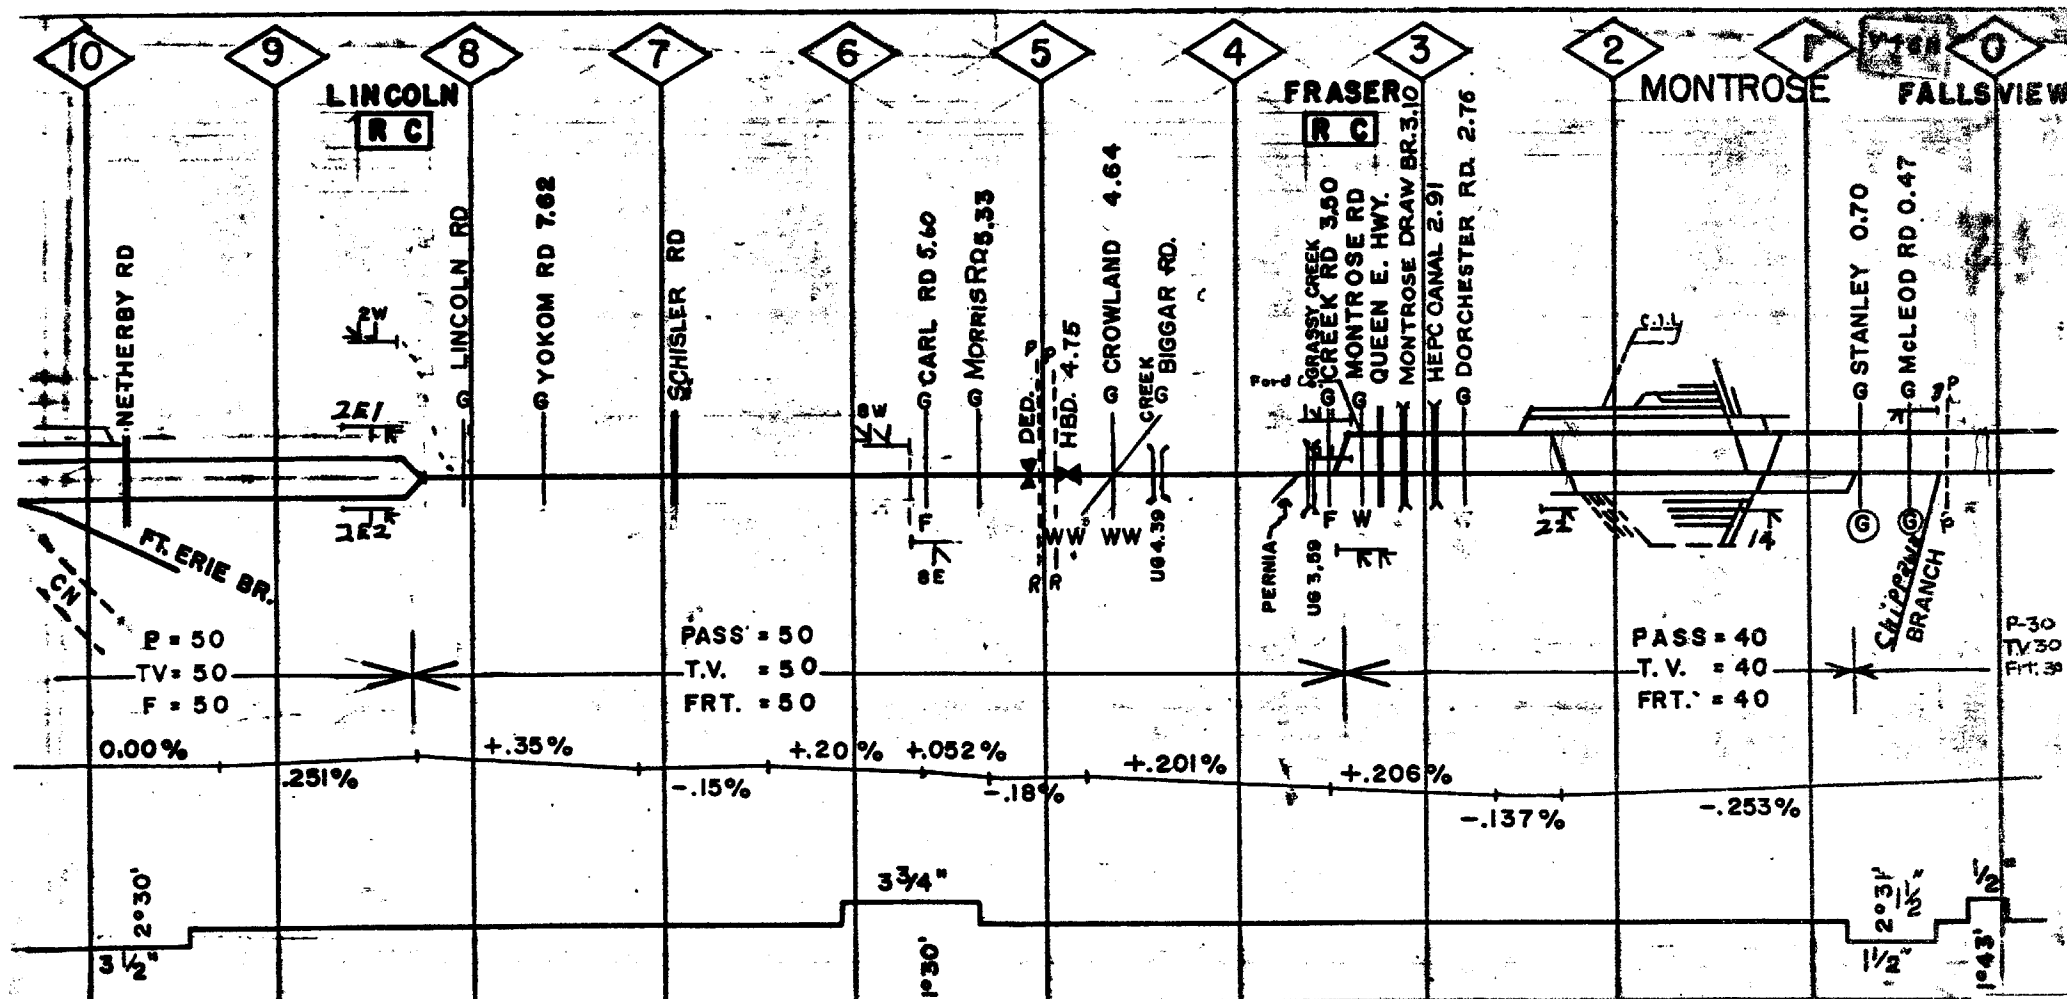 10
9
8
7
6
5
4
3
2
1
0
LINCOLN
R C
FRASER
R C
MONTROSE
FALLSVIEW
NETHERBY RD
2W
2E1
2E2
G LINCOLN RD
G YOKOM RD 7.62
SCHISLER RD
8W
G CARL RD 5.60
G MORRIS RD 5.33
P P
DED.
HBD. 4.75
G CROWLAND 4.64
CREEK
G BIGGAR RD.
Ford
GRASSY CREEK
G CREEK RD 3.50
G MONTROSE RD
QUEEN E. HWY.
MONTROSE DRAW BR. 3.10
HEPC CANAL 2.91
G DORCHESTER RD. 2.76
C.I.L
G STANLEY 0.70
G McLEOD RD 0.47
P
F
8E
WW WW
R R
UG 4.39
PERNIA
UG 3.59
F W
22
14
G G
P
Chippawa
BRANCH
FT. ERIE BR.
CN
P = 50
TV = 50
F = 50
PASS = 50
T.V. = 50
FRT. = 50
PASS = 40
T.V. = 40
FRT. = 40
P-30
TV 30
FRT. 30
0.00%
.251%
+.35%
-.15%
+.20%
+.052%
-.18%
+.201%
+.206%
-.137%
-.253%
2°30'
3 1/2"
3 3/4"
1°30'
2°31'
1 1/2"
1 1/2"
1/2"
1°43'